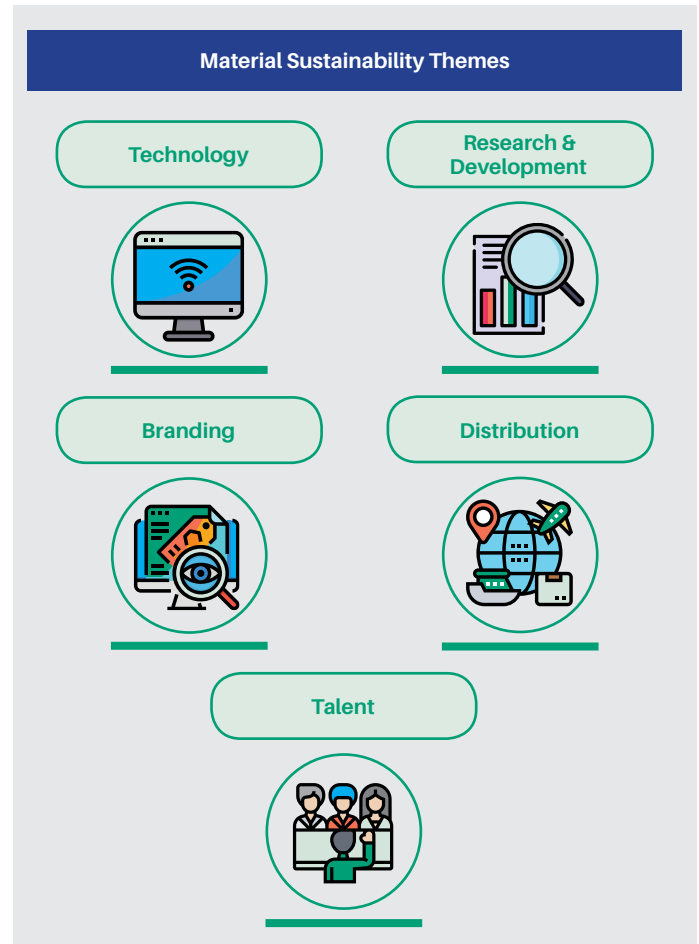 Material Sustainability Themes
Technology
Research &
Development
Branding
Distribution
Talent